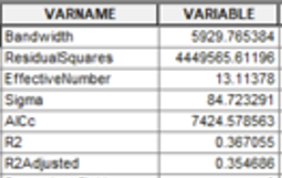 VARNAME VARIABLE
Bandwidth 5929.765384
ResidualSquares 4449565.61196
EffectiveNumber 13.11378
Sigma 84.723291
AICc 7424.578563
R2 0.367055
R2Adjusted 0.354686